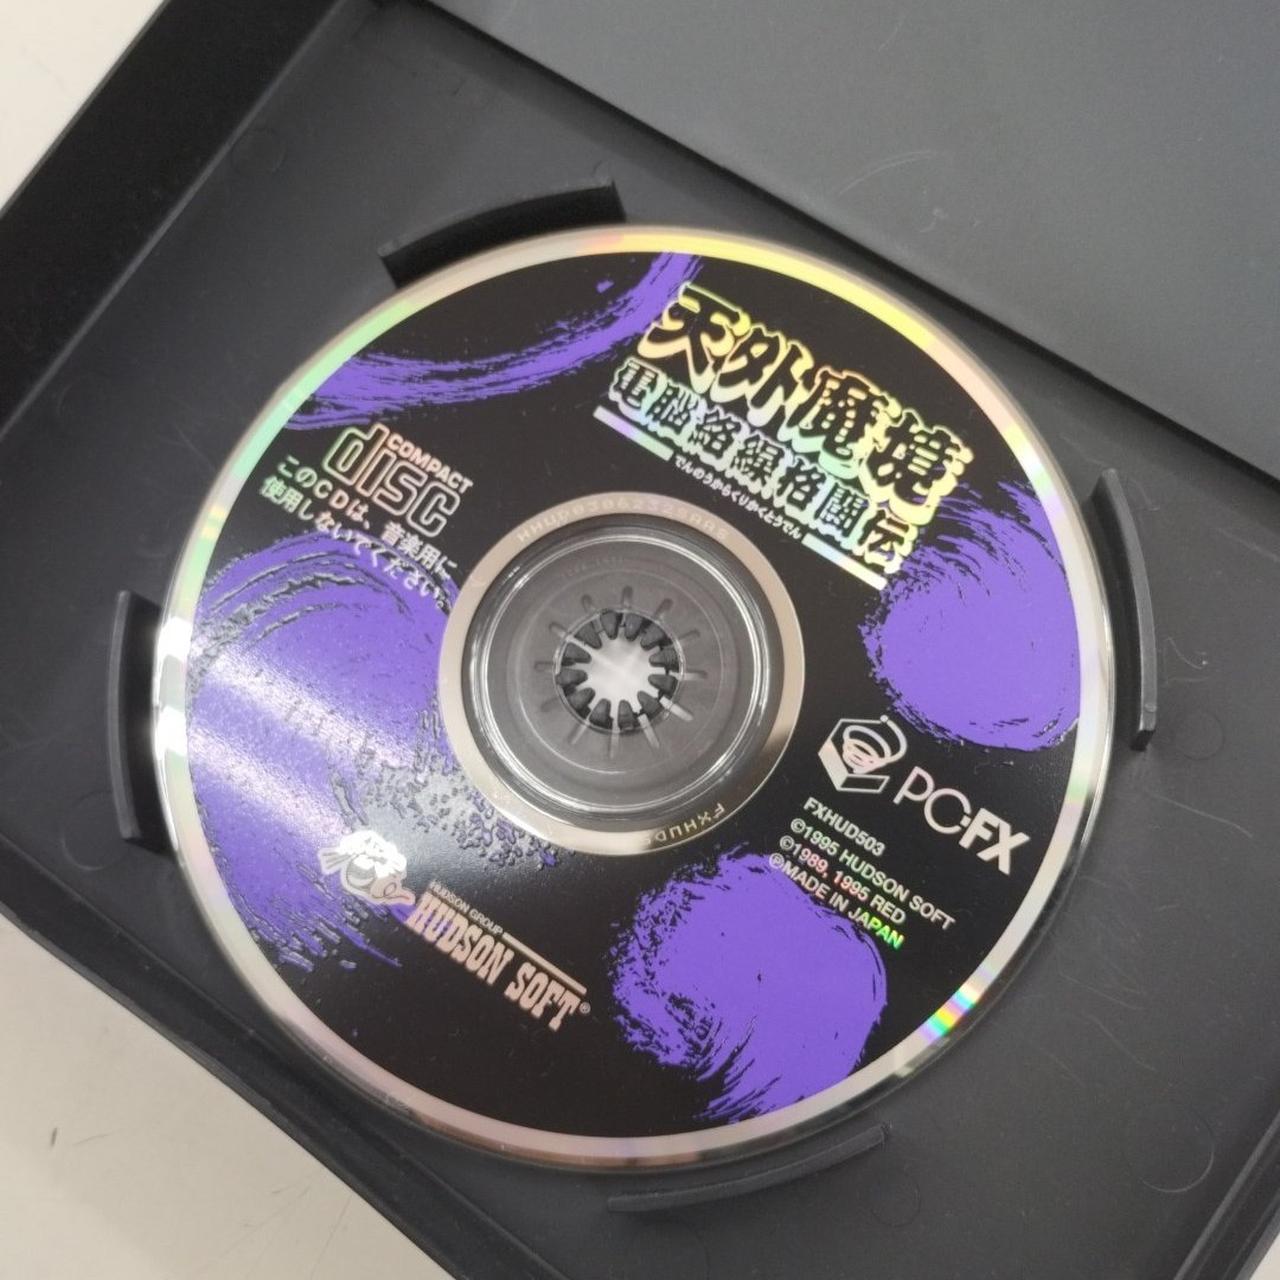 天外魔境
電脳絡繰格闘伝
でんのうからくりかくとうでん
COMPACT
disc
このCDは、音楽用に
使用しないでください。
PC-FX
FXHUD503
©1995 HUDSON SOFT
©1989, 1995 RED
℗MADE IN JAPAN
HUDSON GROUP
HUDSON SOFT®